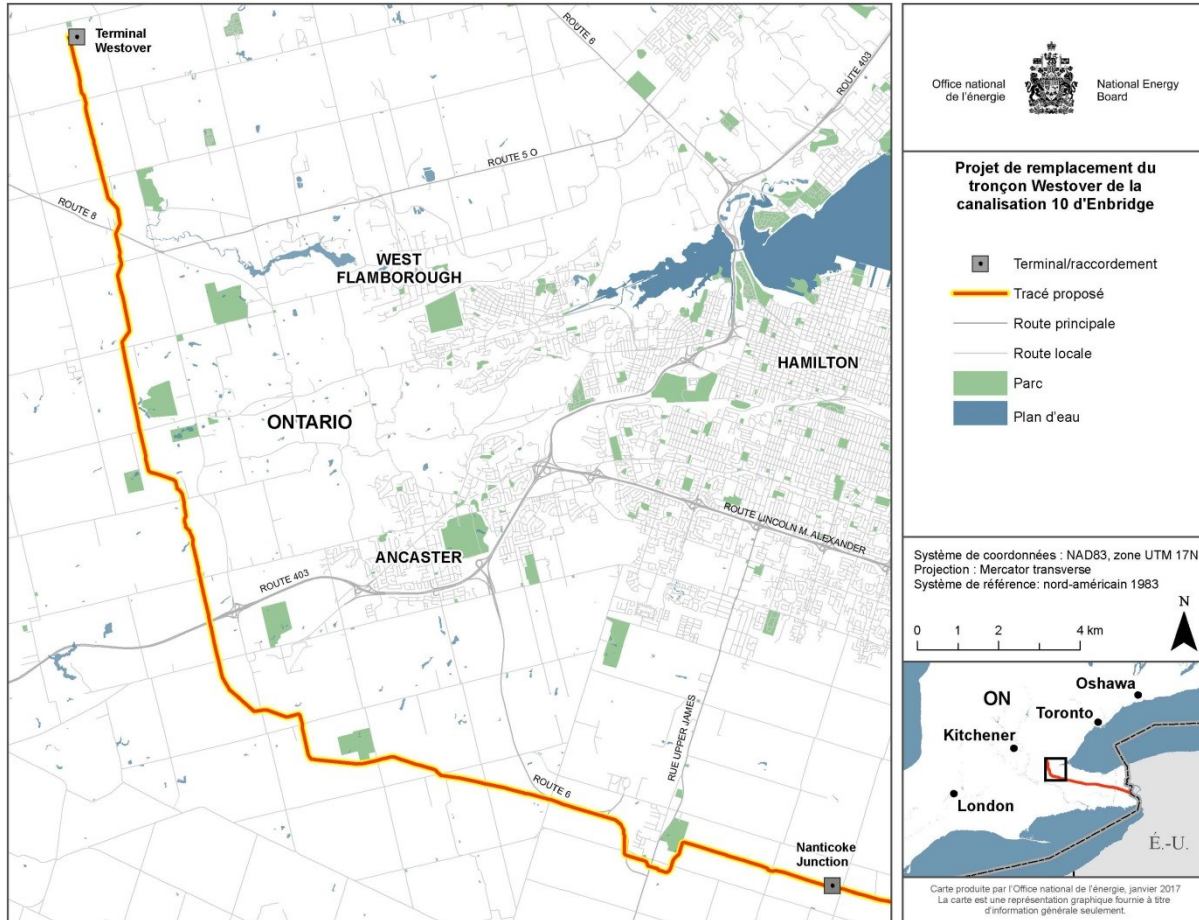 Terminal
Westover
ROUTE 6
ROUTE 403
ROUTE 5 O
ROUTE 8
WEST
FLAMBOROUGH
HAMILTON
ONTARIO
ROUTE LINCOLN M. ALEXANDER
ANCASTER
ROUTE 403
RUE UPPER JAMES
ROUTE 6
Nanticoke
Junction
Office national
de l'énergie
National Energy
Board
Projet de remplacement du
tronçon Westover de la
canalisation 10 d'Enbridge
Terminal/raccordement
Tracé proposé
Route principale
Route locale
Parc
Plan d'eau
Système de coordonnées : NAD83, zone UTM 17N
Projection : Mercator transverse
Système de référence: nord-américain 1983
N
0 1 2 4 km
ON
Oshawa
Toronto
Kitchener
London
É.-U.
Carte produite par l'Office national de l'énergie, janvier 2017
La carte est une représentation graphique fournie à titre
d'information générale seulement.